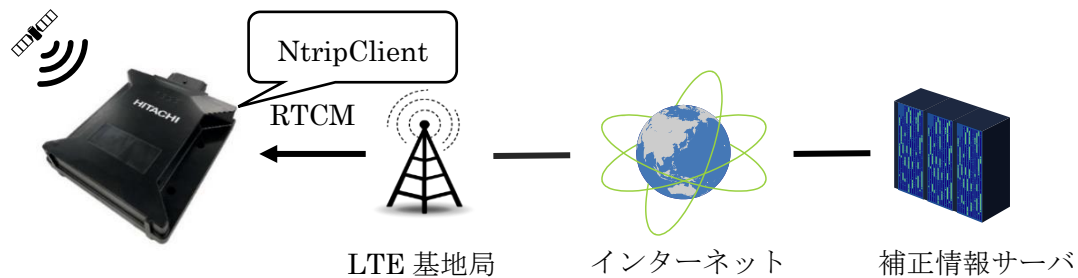 NtripClient
HITACHI
RTCM
LTE 基地局
インターネット
補正情報サーバ